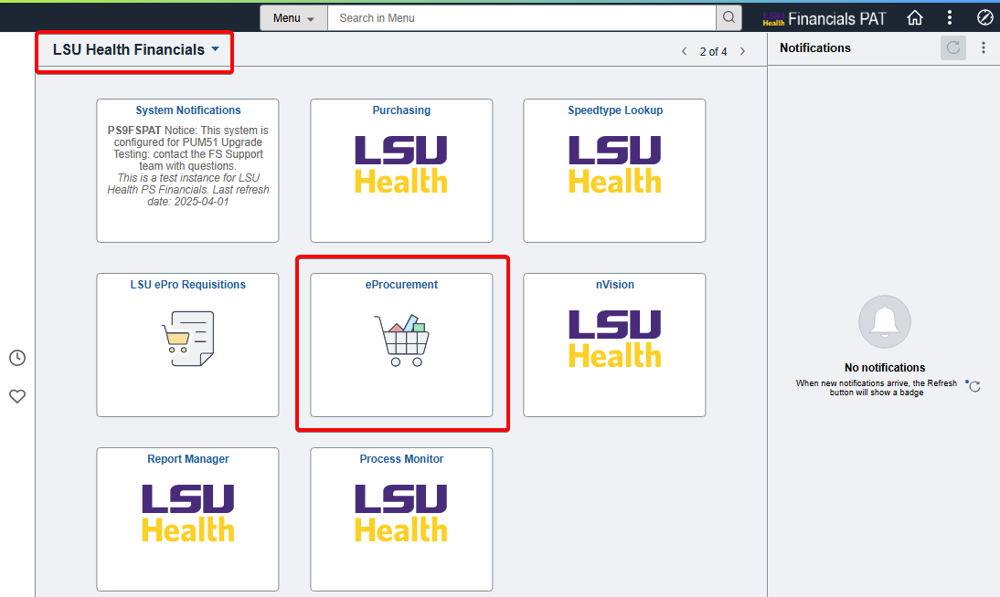 Menu
Search in Menu
LSU Health Financials PAT
LSU Health Financials
2 of 4
Notifications
System Notifications
PS9FSPAT Notice: This system is
configured for PUM51 Upgrade
Testing: contact the FS Support
team with questions.
This is a test instance for LSU
Health PS Financials. Last refresh
date: 2025-04-01
Purchasing
LSU
Health
Speedtype Lookup
LSU
Health
LSU ePro Requisitions
eProcurement
nVision
LSU
Health
Report Manager
LSU
Health
Process Monitor
LSU
Health
No notifications
When new notifications arrive, the Refresh
button will show a badge